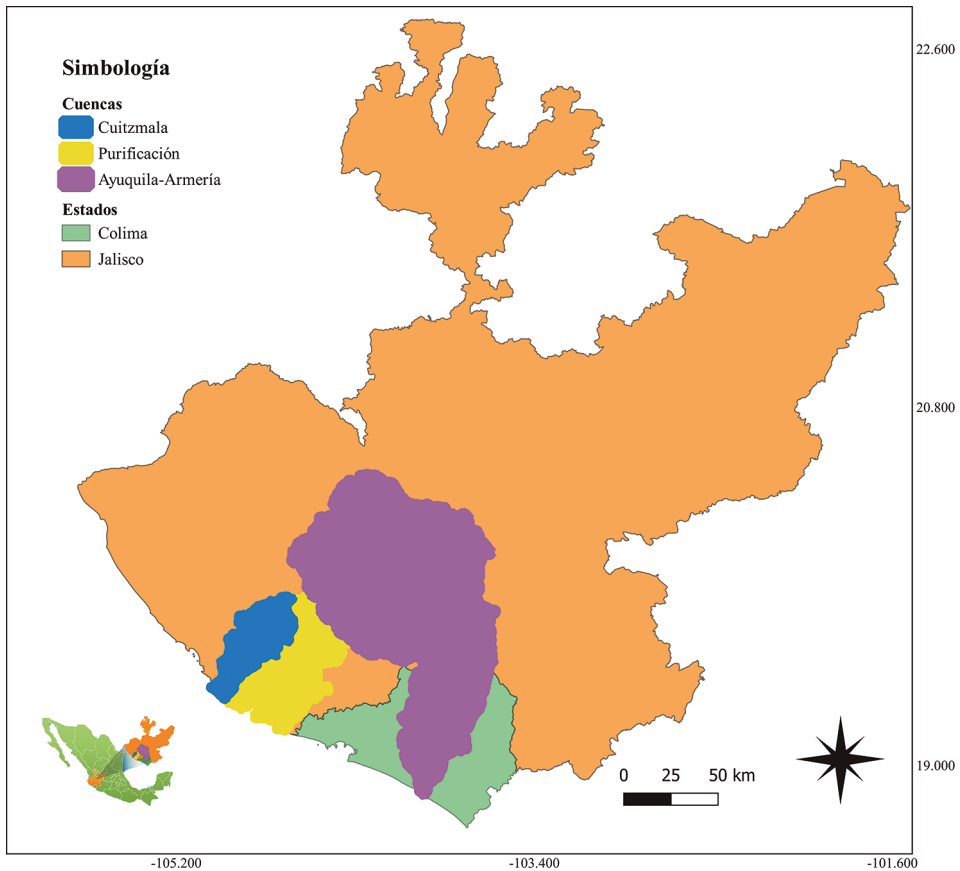 Simbología
Cuencas
Cuitzmala
Purificación
Ayuquila-Armería
Estados
Colima
Jalisco
22.600
20.800
19.000
0 25 50 km
-105.200 -103.400 -101.600